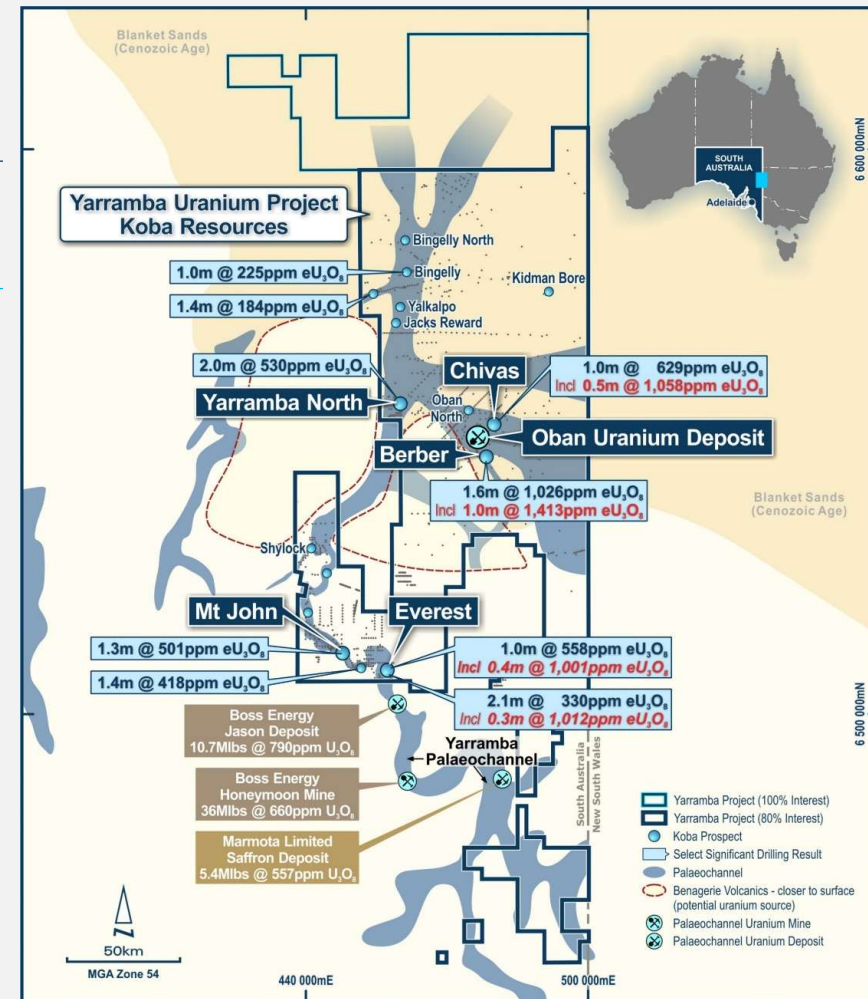 Blanket Sands
(Cenozoic Age)
6 600 000mN
SOUTH
AUSTRALIA
Adelaide
Yarramba Uranium Project
Koba Resources
Bingelly North
1.0m @ 225ppm eU₃O₈
Bingelly
Kidman Bore
1.4m @ 184ppm eU₃O₈
Yalkalpo
Jacks Reward
2.0m @ 530ppm eU₃O₈
Chivas
1.0m @ 629ppm eU₃O₈
Incl 0.5m @ 1,058ppm eU₃O₈
Yarramba North
Oban
North
Oban Uranium Deposit
Berber
1.6m @ 1,026ppm eU₃O₈
Incl 1.0m @ 1,413ppm eU₃O₈
Blanket Sands
(Cenozoic Age)
Shylock
Mt John
Everest
1.3m @ 501ppm eU₃O₈
1.0m @ 558ppm eU₃O₈
Incl 0.4m @ 1,001ppm eU₃O₈
1.4m @ 418ppm eU₃O₈
2.1m @ 330ppm eU₃O₈
Incl 0.3m @ 1,012ppm eU₃O₈
6 500 000mN
Boss Energy
Jason Deposit
10.7Mlbs @ 790ppm U₃O₈
Yarramba
Palaeochannel
Boss Energy
Honeymoon Mine
36Mlbs @ 660ppm U₃O₈
South Australia
New South Wales
Marmota Limited
Saffron Deposit
5.4Mlbs @ 557ppm U₃O₈
Yarramba Project (100% Interest)
Yarramba Project (80% Interest)
Koba Prospect
Select Significant Drilling Result
Palaeochannel
Benagerie Volcanics - closer to surface
(potential uranium source)
Palaeochannel Uranium Mine
Palaeochannel Uranium Deposit
N
50km
MGA Zone 54
440 000mE
500 000mE